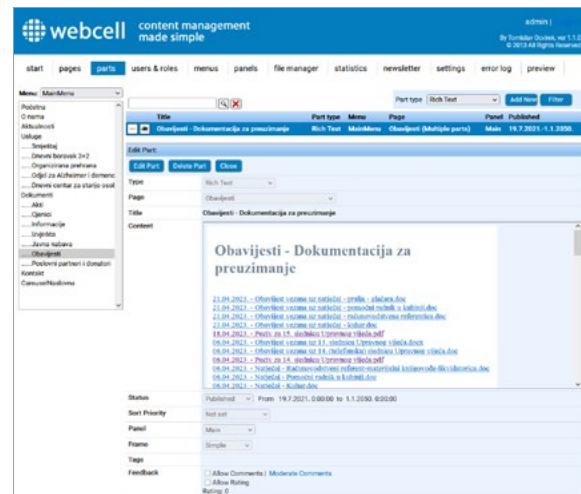 webcell content management made simple
admin |
By Tomislav Dostrek, ver 1.1.0
© 2013 All Rights Reserved
start pages parts users & roles menus panels file manager statistics newsletter settings error log preview
Menu: MainMenu
Part type Rich Text Add New Filter
Početna
O nama
Aktualnosti
Usluge
.....Smještaj
.....Dnevni boravak 3+2
.....Organizirana prehrana
.....Odjel za Alzheimer i demenc
.....Dnevni centar za starije osob
Dokumenti
.....Akti
.....Cjenici
.....Informacije
.....Izvješća
.....Javna nabava
.....Obavijesti
.....Poslovni partneri i donatori
Kontakt
Carousel
Title Part type Menu Page Panel Published
Obavijesti - Dokumentacija za preuzimanje Rich Text MainMenu Obavijesti (Multiple parts) Main 19.7.2021.-1.1.2050.
Edit Part:
Edit Part Delete Part Close
Type Rich Text
Page Obavijesti
Title Obavijesti - Dokumentacija za preuzimanje
Content
Obavijesti - Dokumentacija za
preuzimanje
21.04.2023. - Obavijest vezana uz natječaj - pralja - glačara.doc
21.04.2023. - Obavijest vezana uz natječaj - pomoćni radnik u kuhinji.doc
21.04.2023. - Obavijest vezana uz natječaj - računovodstvena referentica.doc
21.04.2023. - Obavijest vezana uz natječaj - kuhar.doc
18.04.2023. - Poziv za 15. sjednicu Upravnog vijeća.pdf
06.04.2023. - Obavijest vezana uz 13. sjednicu Upravnog vijeća.docx
06.04.2023. - Obavijest vezana uz 14. (telefonsku) sjednicu Upravnog vijeća.doc
06.04.2023. - Poziv za 14. sjednicu Upravnog vijeća.pdf
06.04.2023. - Natječaj - Računovodstveni referent-materijalni knjigovođa-likvidatorica.doc
06.04.2023. - Natječaj - Pomoćni radnik u kuhinji.doc
06.04.2023. - Natječaj - Kuhar.doc
Status Published From 19.7.2021. 0:00:00 to 1.1.2050. 0:00:00
Sort Priority Not set
Panel Main
Frame Simple
Tags
Feedback Allow Comments | Moderate Comments
Allow Rating
Rating: 0